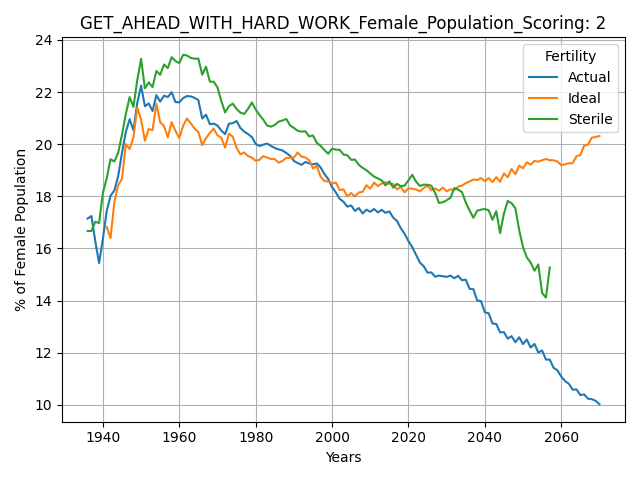 GET_AHEAD_WITH_HARD_WORK_Female_Population_Scoring: 2
Fertility
Actual
Ideal
Sterile
% of Female Population
24
22
20
18
16
14
12
10
1940
1960
1980
2000
2020
2040
2060
Years